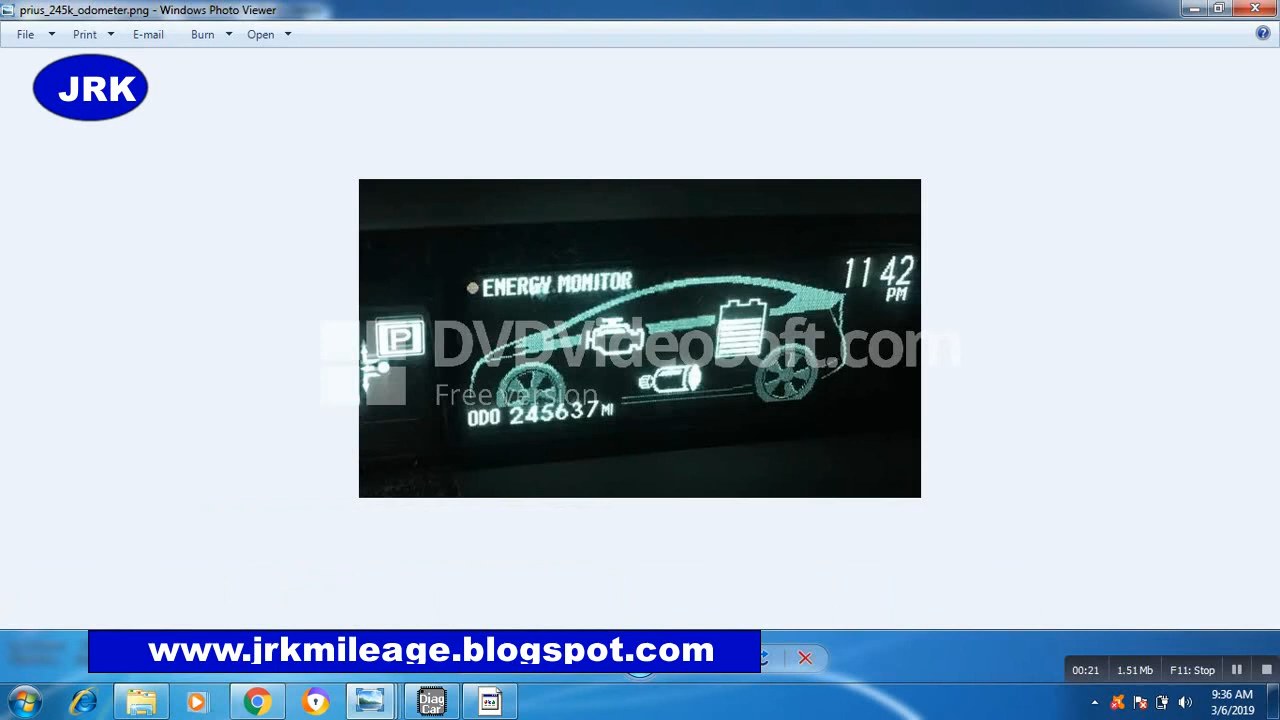 prius_245k_odometer.png - Windows Photo Viewer
File Print E-mail Burn Open
JRK
ENERGY MONITOR
11 42
PM
P
DVDVideoSoft.com
Free version
ODO 245637 MI
www.jrkmileage.blogspot.com
00:21 1.51 Mb F11: Stop
Diag
Car
9:36 AM
3/6/2019